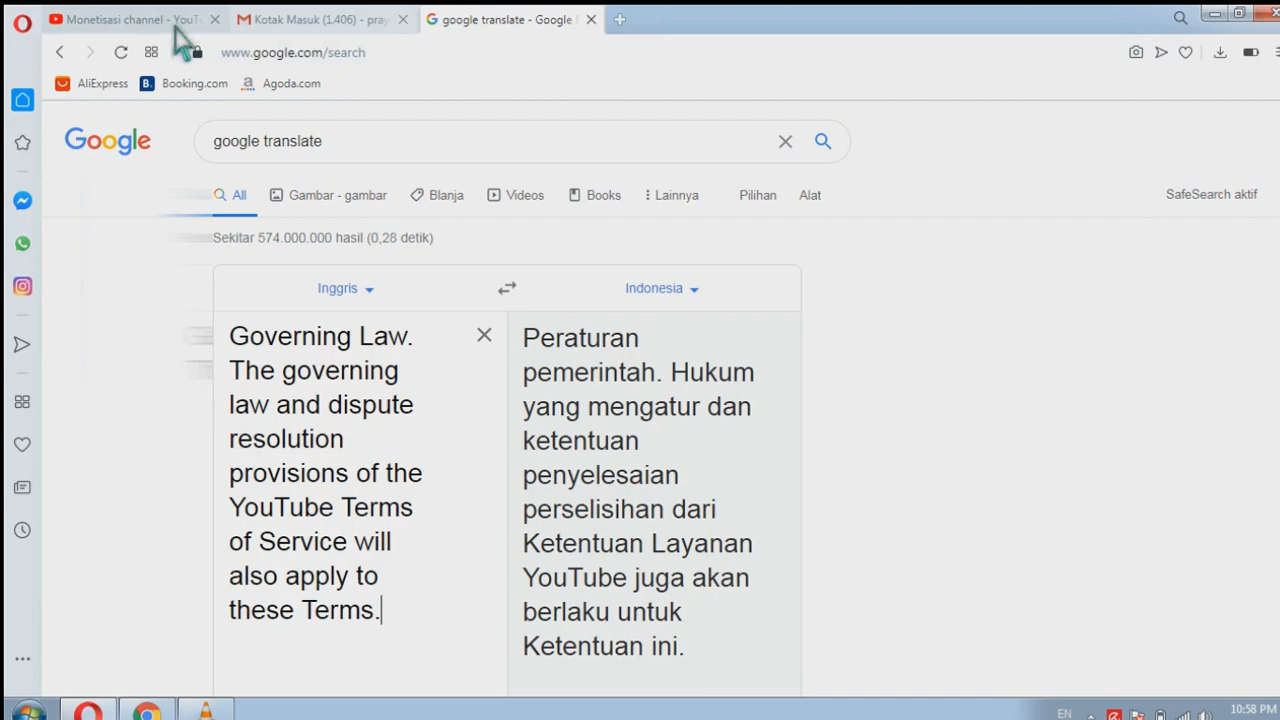 Monetisasi channel - YouT
Kotak Masuk (1.406) - pray
google translate - Google
www.google.com/search
AliExpress
B.
Booking.com
a
Agoda.com
Google
google translate
All
Gambar - gambar
Blanja
Videos
Books
Lainnya
Pilihan
Alat
SafeSearch aktif
Sekitar 574.000.000 hasil (0,28 detik)
Inggris
Indonesia
Governing Law.
The governing
law and dispute
resolution
provisions of the
YouTube Terms
of Service will
also apply to
these Terms.
Peraturan
pemerintah. Hukum
yang mengatur dan
ketentuan
penyelesaian
perselisihan dari
Ketentuan Layanan
YouTube juga akan
berlaku untuk
Ketentuan ini.
EN
10:58 PM